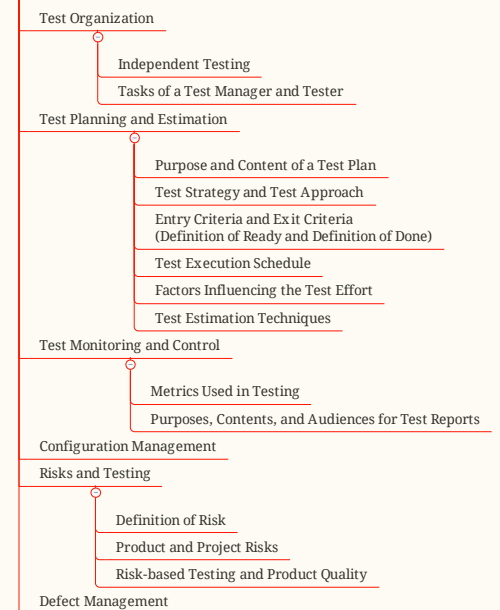 Test Organization
Independent Testing
Tasks of a Test Manager and Tester
Test Planning and Estimation
Purpose and Content of a Test Plan
Test Strategy and Test Approach
Entry Criteria and Exit Criteria
(Definition of Ready and Definition of Done)
Test Execution Schedule
Factors Influencing the Test Effort
Test Estimation Techniques
Test Monitoring and Control
Metrics Used in Testing
Purposes, Contents, and Audiences for Test Reports
Configuration Management
Risks and Testing
Definition of Risk
Product and Project Risks
Risk-based Testing and Product Quality
Defect Management